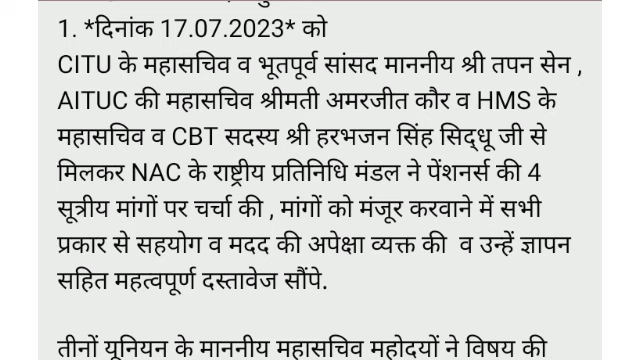 1. *दिनांक 17.07.2023* को
CITU के महासचिव व भूतपूर्व सांसद माननीय श्री तपन सेन ,
AITUC की महासचिव श्रीमती अमरजीत कौर व HMS के
महासचिव व CBT सदस्य श्री हरभजन सिंह सिद्धू जी से
मिलकर NAC के राष्ट्रीय प्रतिनिधि मंडल ने पेंशनर्स की 4
सूत्रीय मांगों पर चर्चा की , मांगों को मंजूर करवाने में सभी
प्रकार से सहयोग व मदद की अपेक्षा व्यक्त की व उन्हें ज्ञापन
सहित महत्वपूर्ण दस्तावेज सौंपे.
तीनों यूनियन के माननीय महासचिव महोदयों ने विषय की